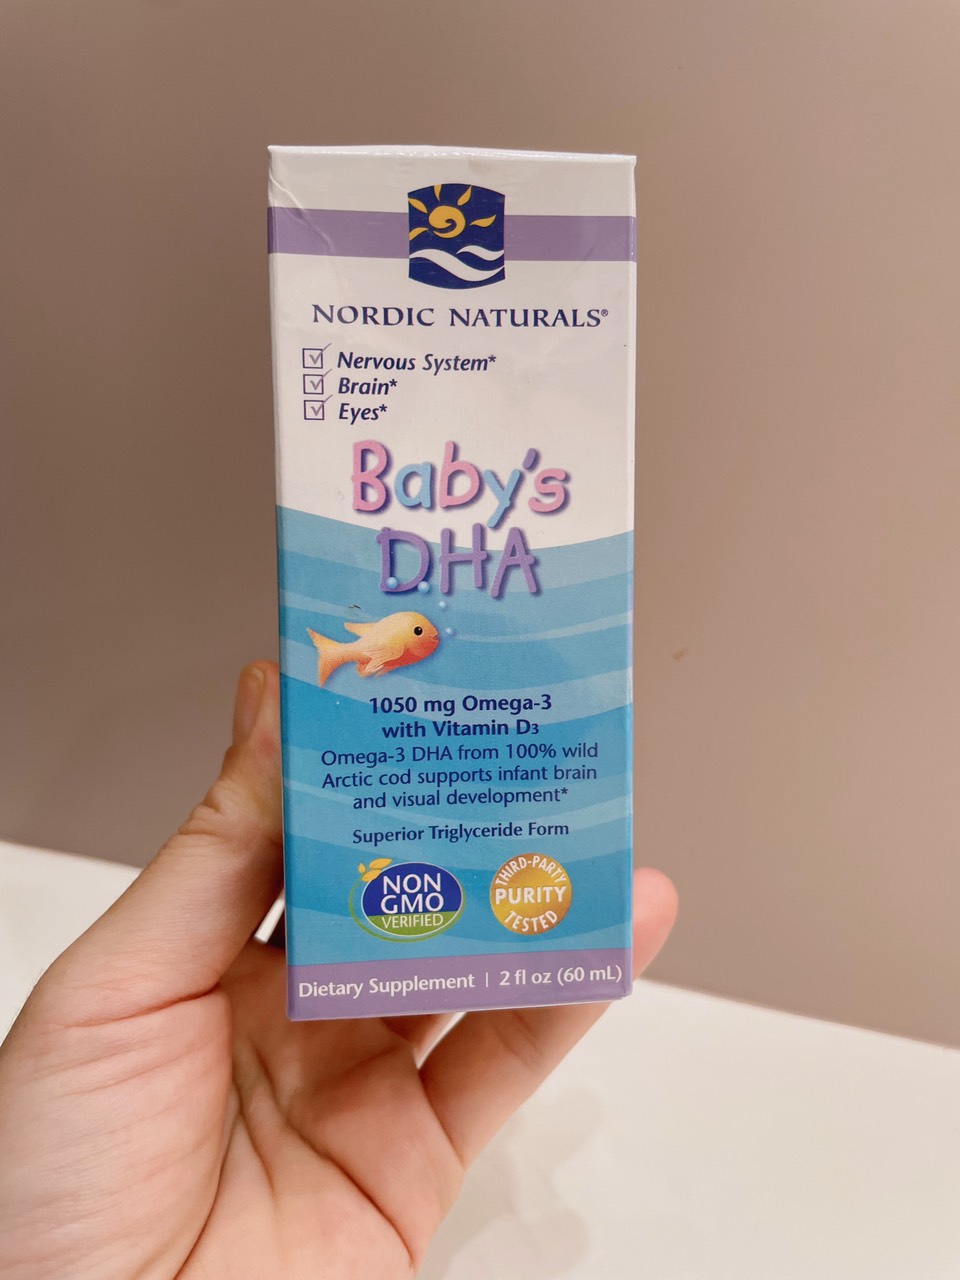 NORDIC NATURALS®
Nervous System*
Brain*
Eyes*
Baby's
DHA
1050 mg Omega-3
with Vitamin D3
Omega-3 DHA from 100% wild
Arctic cod supports infant brain
and visual development*
Superior Triglyceride Form
NON
GMO
VERIFIED
THIRD-PARTY
PURITY
TESTED
Dietary Supplement | 2 fl oz (60 mL)